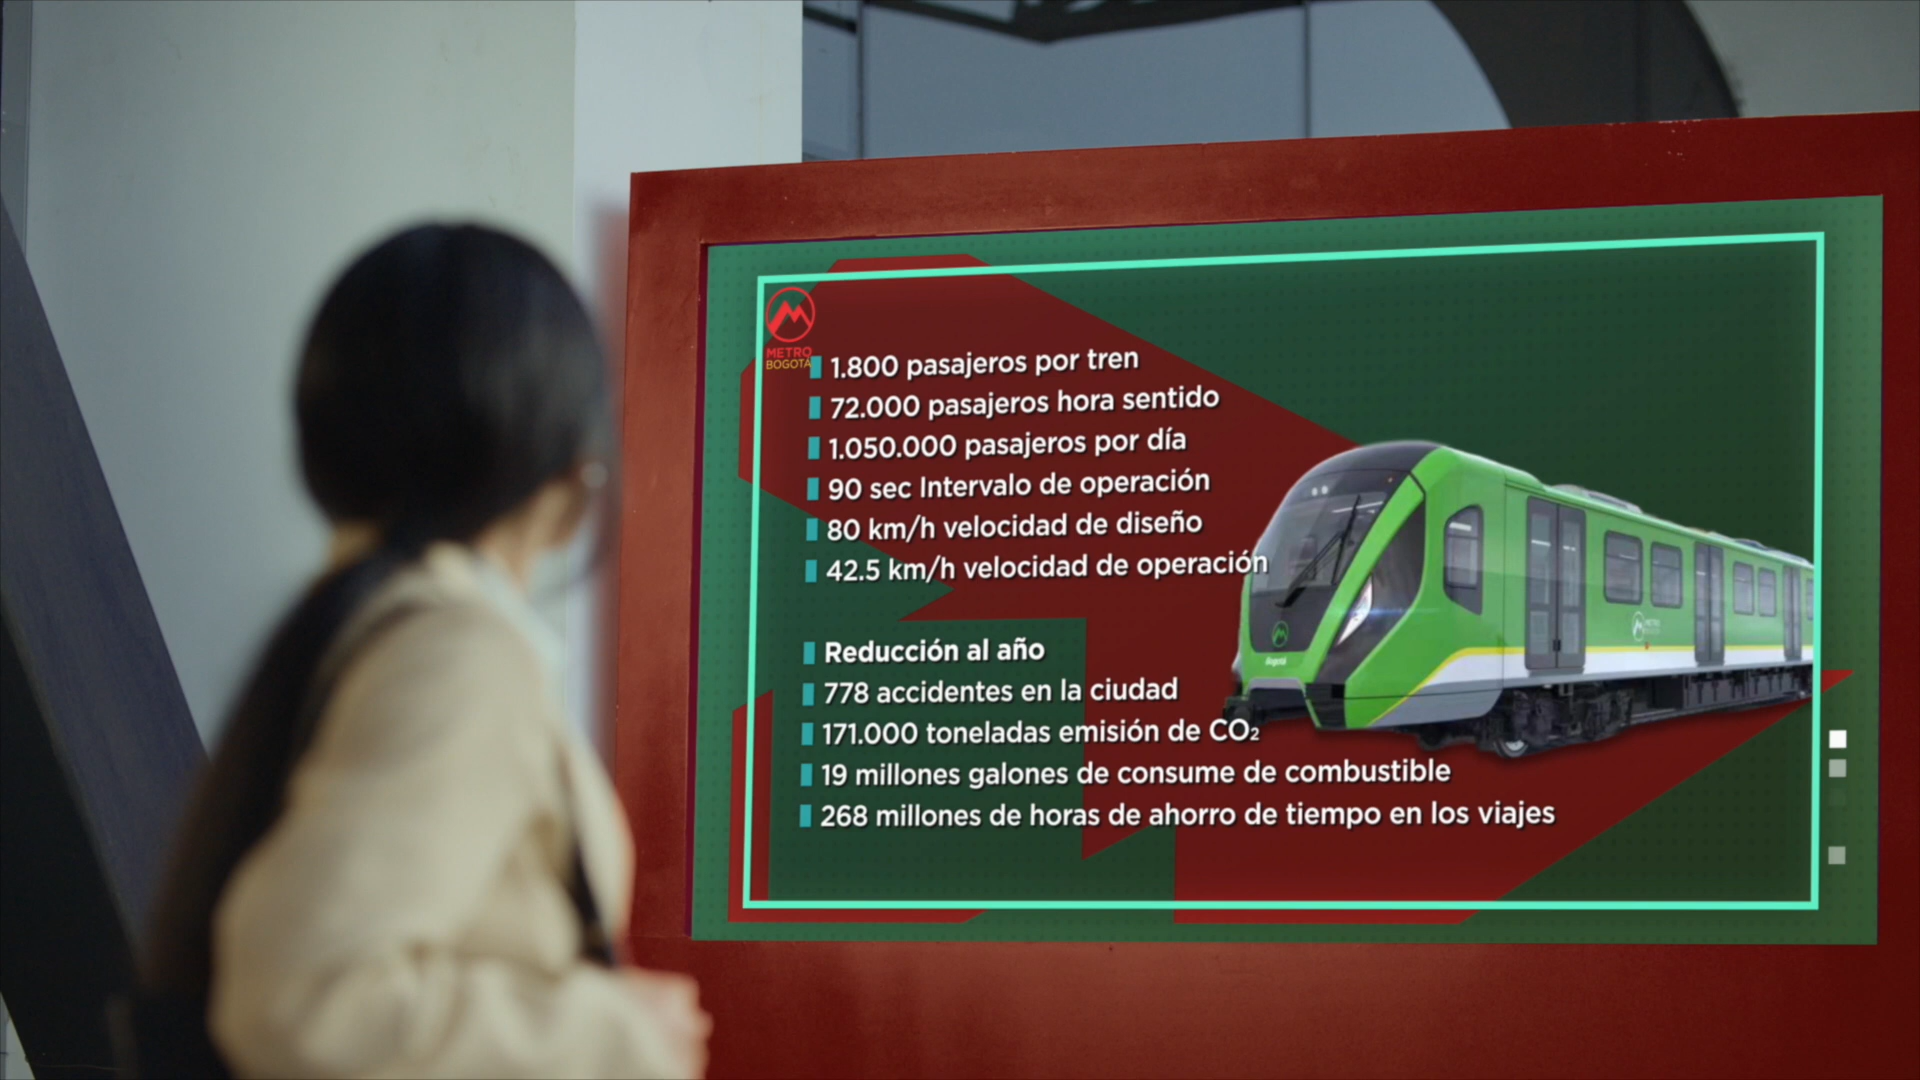 METRO
BOGOTÁ
1.800 pasajeros por tren
72.000 pasajeros hora sentido
1.050.000 pasajeros por día
90 sec Intervalo de operación
80 km/h velocidad de diseño
42.5 km/h velocidad de operación
Reducción al año
778 accidentes en la ciudad
171.000 toneladas emisión de CO₂
19 millones galones de consume de combustible
268 millones de horas de ahorro de tiempo en los viajes
Bogotá
METRO